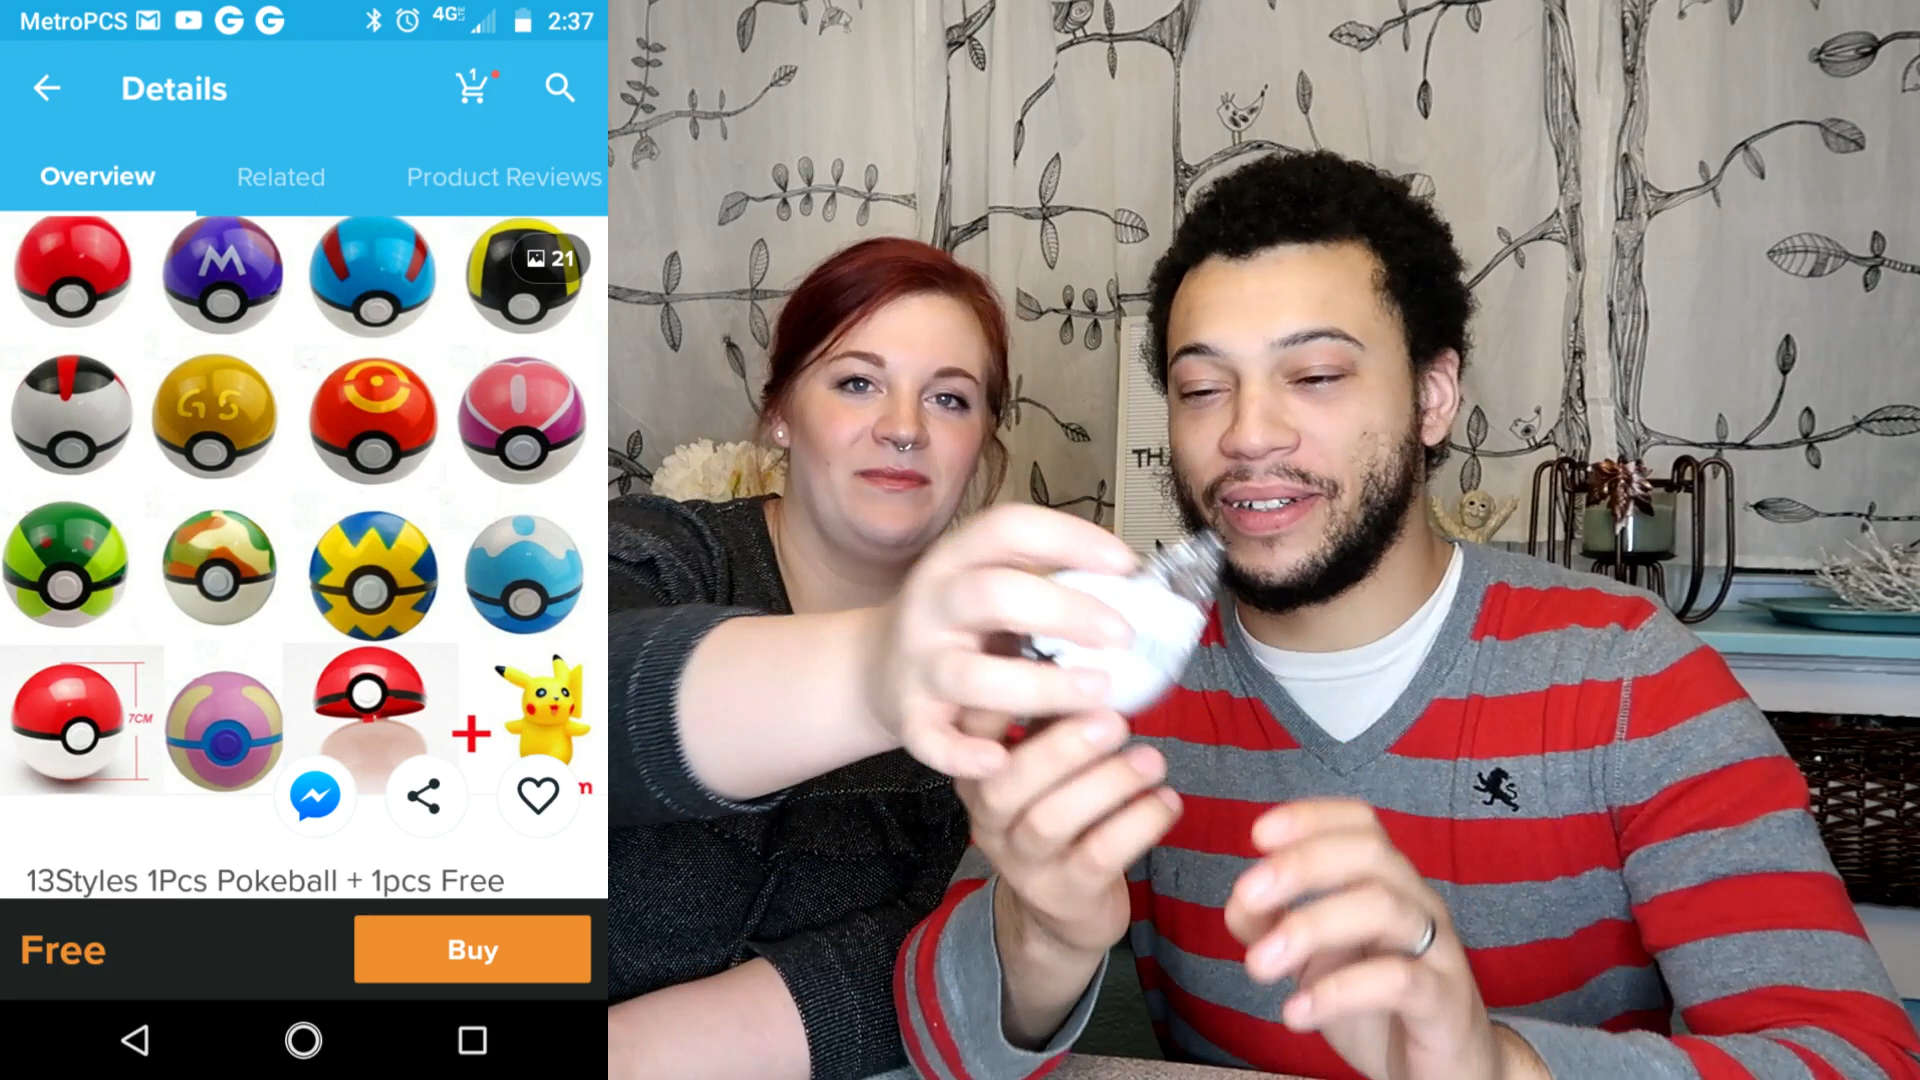 MetroPCS 4G LTE 2:37
Details 1
Overview Related Product Reviews
M
21
GS
7CM
+
m
13Styles 1Pcs Pokeball + 1pcs Free
Free Buy
TH